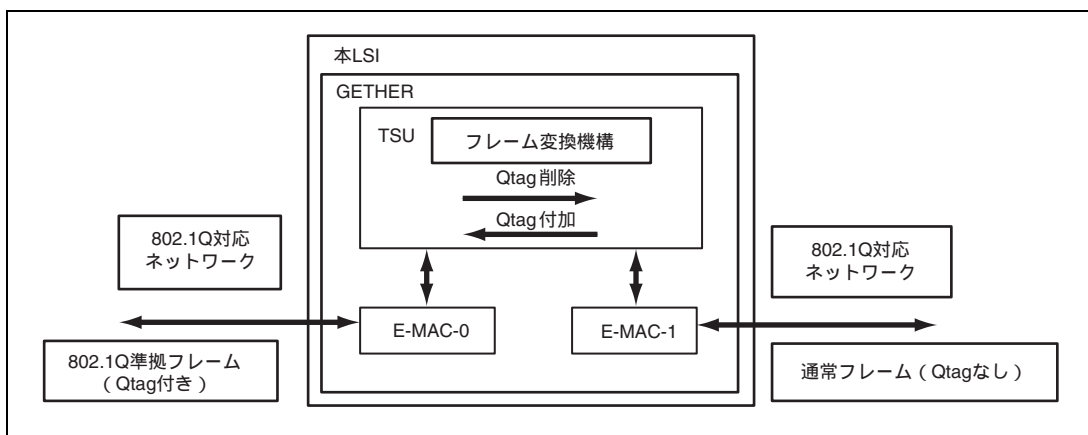 本LSI
GETHER
TSU
フレーム変換機構
Qtag削除
Qtag付加
802.1Q対応
ネットワーク
802.1Q対応
ネットワーク
E-MAC-0
E-MAC-1
802.1Q準拠フレーム
（Qtag付き）
通常フレーム（Qtagなし）